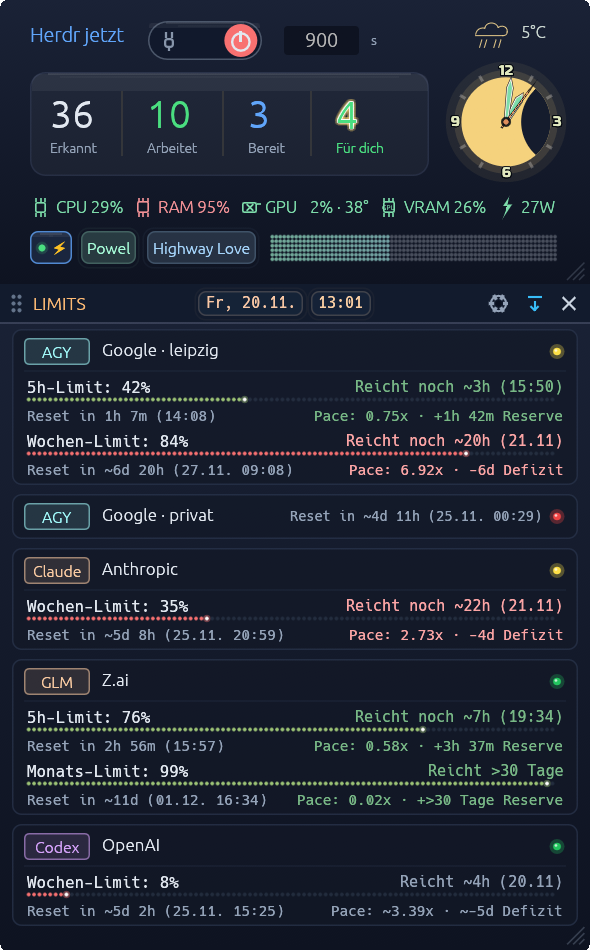 Herdr jetzt
900 s
5°C
36 10 3 4
Erkannt Arbeitet Bereit Für dich
12
9 3
6
CPU 29% RAM 95% GPU 2% · 38° VRAM 26% 27W
Powel Highway Love
LIMITS Fr, 20.11. 13:01
AGY Google · leipzig
5h-Limit: 42% Reicht noch ~3h (15:50)
Reset in 1h 7m (14:08) Pace: 0.75x · +1h 42m Reserve
Wochen-Limit: 84% Reicht noch ~20h (21.11)
Reset in ~6d 20h (27.11. 09:08) Pace: 6.92x · -6d Defizit
AGY Google · privat Reset in ~4d 11h (25.11. 00:29)
Claude Anthropic
Wochen-Limit: 35% Reicht noch ~22h (21.11)
Reset in ~5d 8h (25.11. 20:59) Pace: 2.73x · -4d Defizit
GLM Z.ai
5h-Limit: 76% Reicht noch ~7h (19:34)
Reset in 2h 56m (15:57) Pace: 0.58x · +3h 37m Reserve
Monats-Limit: 99% Reicht >30 Tage
Reset in ~11d (01.12. 16:34) Pace: 0.02x · +>30 Tage Reserve
Codex OpenAI
Wochen-Limit: 8% Reicht noch ~4h (20.11)
Reset in ~5d 2h (25.11. 15:25) Pace: ~3.39x · ~-5d Defizit